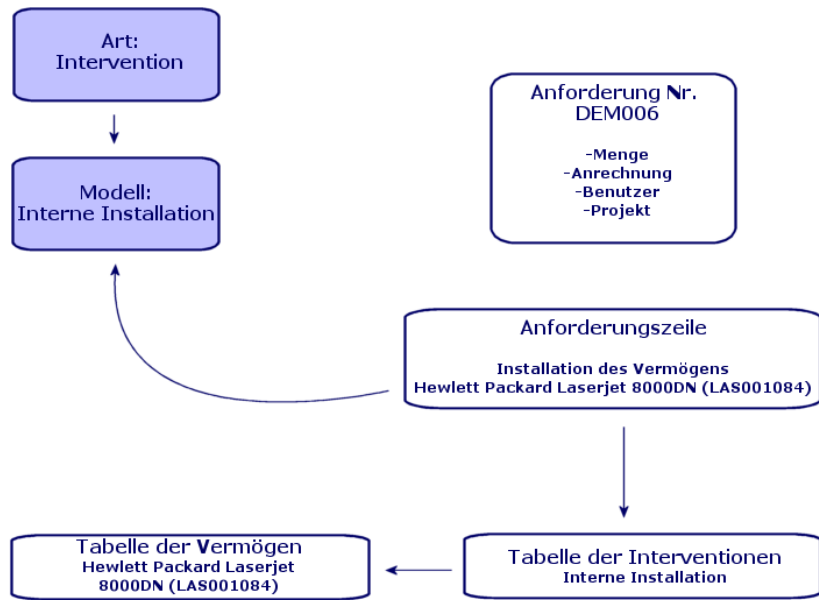 Art:
Intervention
Modell:
Interne Installation
Anforderung Nr.
DEM006
-Menge
-Anrechnung
-Benutzer
-Projekt
Anforderungszeile
Installation des Vermögens
Hewlett Packard Laserjet 8000DN (LAS001084)
Tabelle der Vermögen
Hewlett Packard Laserjet
8000DN (LAS001084)
Tabelle der Interventionen
Interne Installation